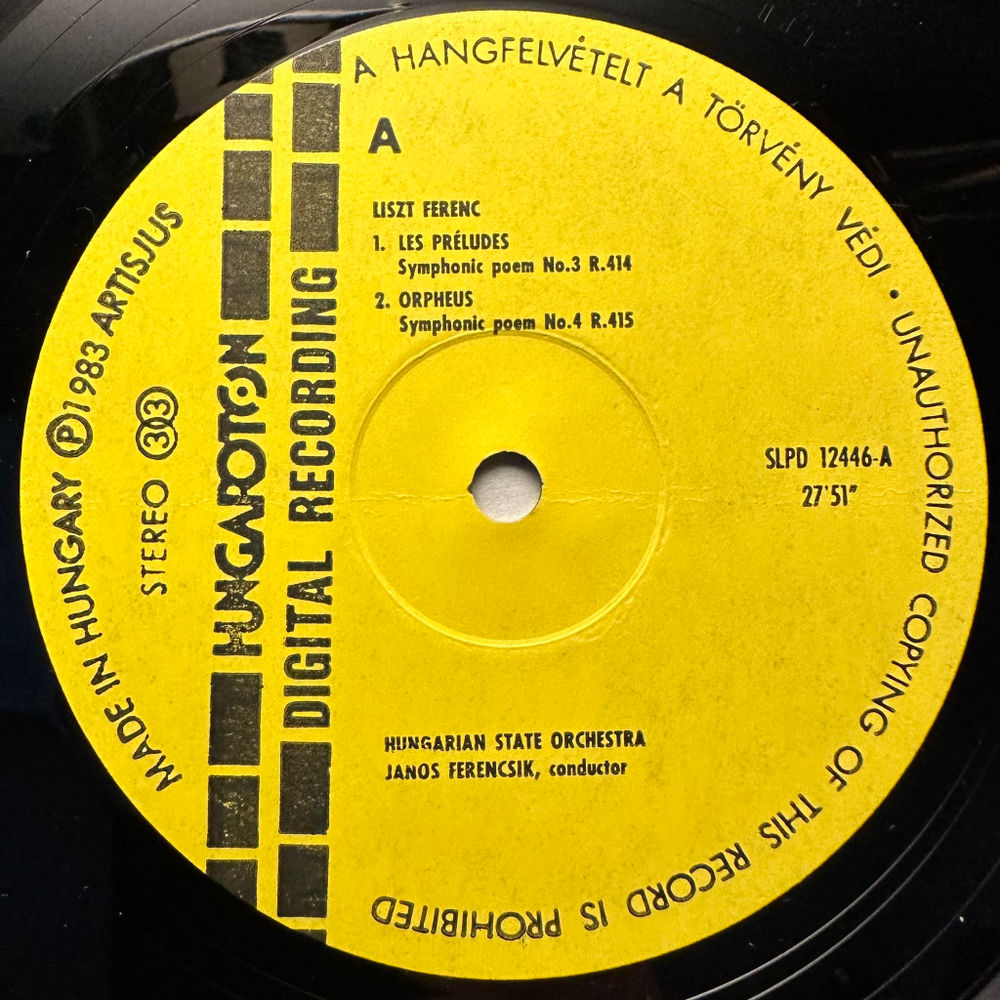 A HANGFELVÉTELT A TÖRVÉNY VÉDI • UNAUTHORIZED COPYING OF THIS RECORD IS PROHIBITED
A
LISZT FERENC
1. LES PRÉLUDES
Symphonic poem No.3 R.414
2. ORPHEUS
Symphonic poem No.4 R.415
SLPD 12446-A
27'51"
HUNGARIAN STATE ORCHESTRA
JANOS FERENCSIK, conductor
MADE IN HUNGARY Ⓟ1983 ARTISJUS
STEREO 33
HUNGAROTON
DIGITAL RECORDING